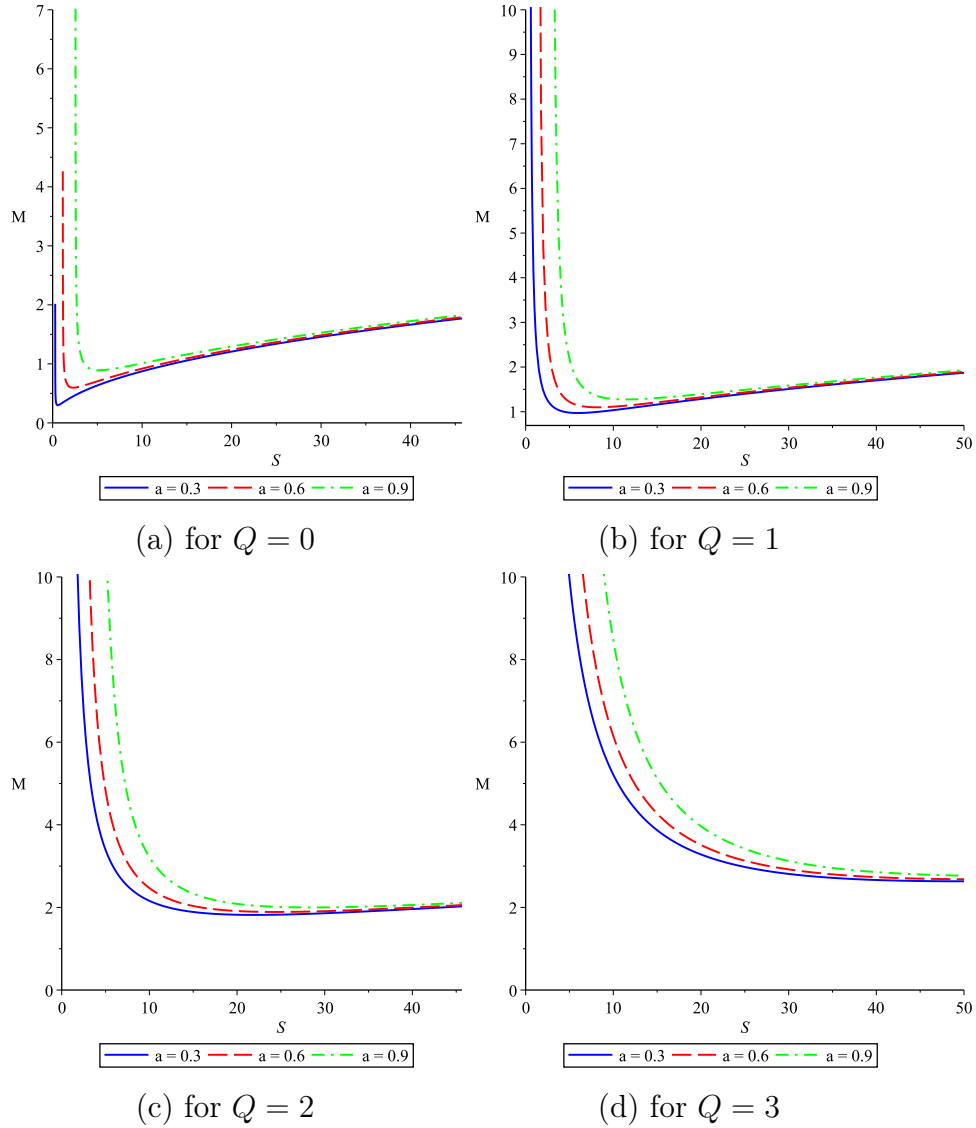 7
6
5
4
M
3
2
1
0
0 10 20 30 40
S
a = 0.3 a = 0.6 a = 0.9
(a) for Q = 0
10
9
8
7
6
M
5
4
3
2
1
0 10 20 30 40 50
S
a = 0.3 a = 0.6 a = 0.9
(b) for Q = 1
10
8
6
M
4
2
0
0 10 20 30 40
S
a = 0.3 a = 0.6 a = 0.9
(c) for Q = 2
10
8
6
M
4
2
0
0 10 20 30 40 50
S
a = 0.3 a = 0.6 a = 0.9
(d) for Q = 3